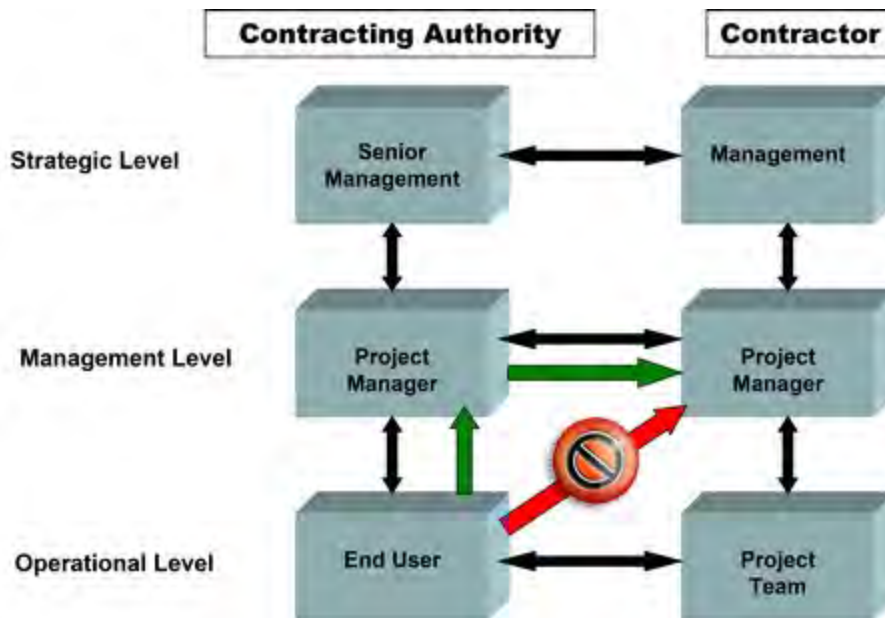 Contracting Authority
Contractor
Strategic Level
Senior
Management
Management
Management Level
Project
Manager
Project
Manager
Operational Level
End User
Project
Team